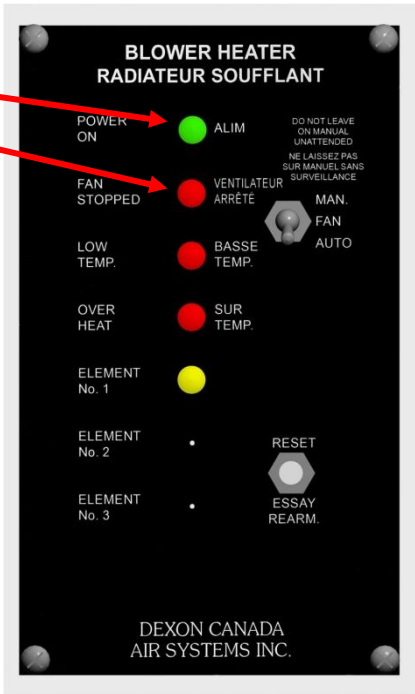 BLOWER HEATER
RADIATEUR SOUFFLANT
POWER
ON
ALIM
DO NOT LEAVE
ON MANUAL
UNATTENDED
NE LAISSEZ PAS
SUR MANUEL SANS
SURVEILLANCE
FAN
STOPPED
VENTILATEUR
ARRÊTÉ
MAN.
FAN
AUTO
LOW
TEMP.
BASSE
TEMP.
OVER
HEAT
SUR
TEMP.
ELEMENT
No. 1
ELEMENT
No. 2
RESET
ELEMENT
No. 3
ESSAY
REARM.
DEXON CANADA
AIR SYSTEMS INC.